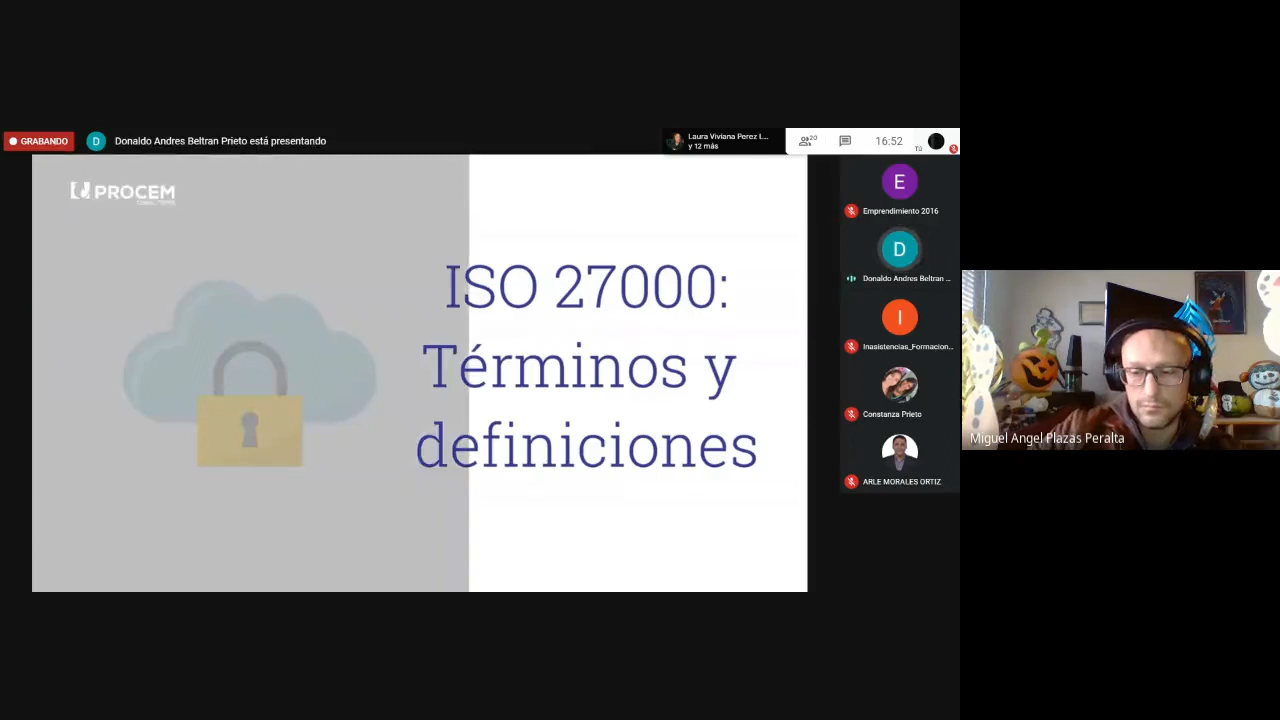 GRABANDO
D
Donaldo Andres Beltran Prieto está presentando
Laura Viviana Perez L...
y 12 más
20
16:52
Tú
PROCEM
ISO 27000:
Términos y
definiciones
E
Emprendimiento 2016
D
Donaldo Andres Beltran ...
I
Inasistencias_Formacion...
Constanza Prieto
ARLE MORALES ORTIZ
Miguel Angel Plazas Peralta